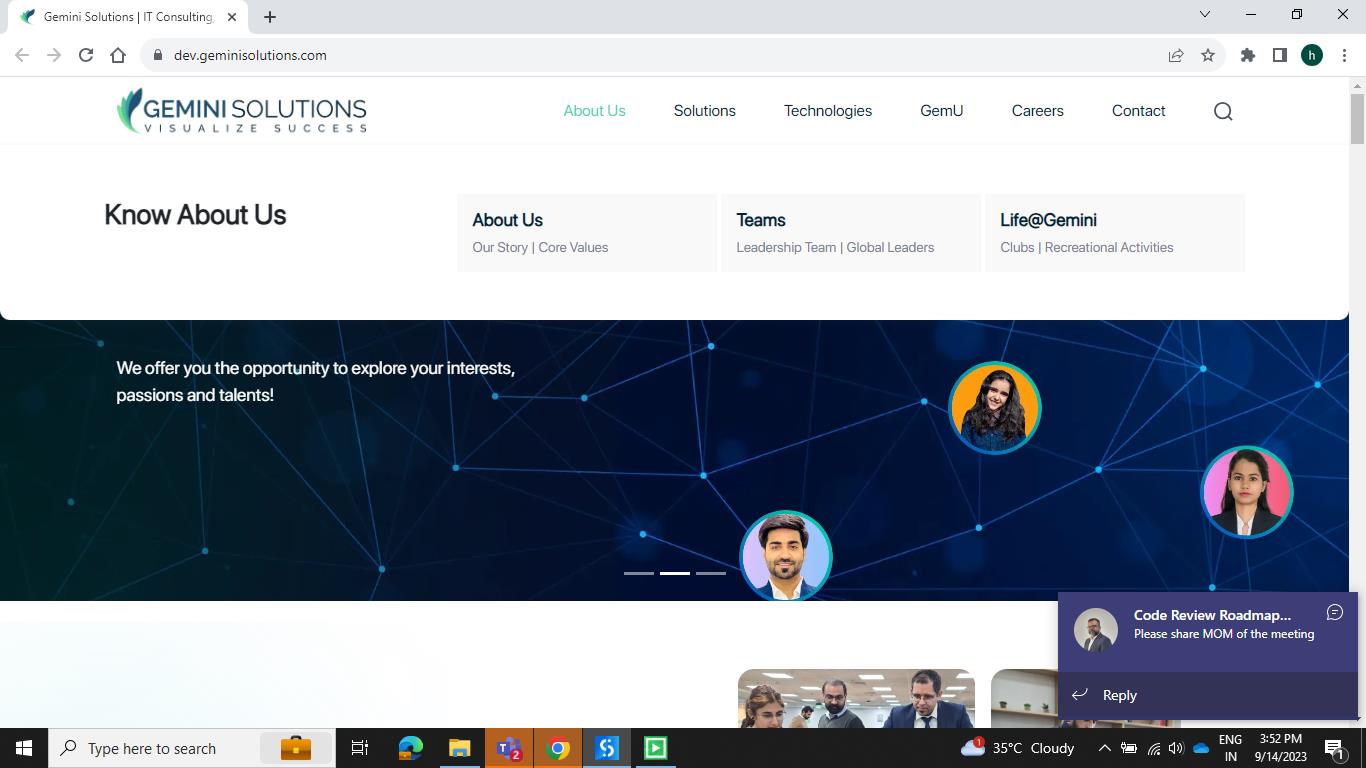 Gemini Solutions | IT Consulting,
dev.geminisolutions.com
h
GEMINI SOLUTIONS
VISUALIZE SUCCESS
About Us
Solutions
Technologies
GemU
Careers
Contact
Know About Us
About Us
Our Story | Core Values
Teams
Leadership Team | Global Leaders
Life@Gemini
Clubs | Recreational Activities
We offer you the opportunity to explore your interests,
passions and talents!
Code Review Roadmap...
Please share MOM of the meeting
Reply
Type here to search
2
1
35°C Cloudy
ENG
IN
3:52 PM
9/14/2023
1